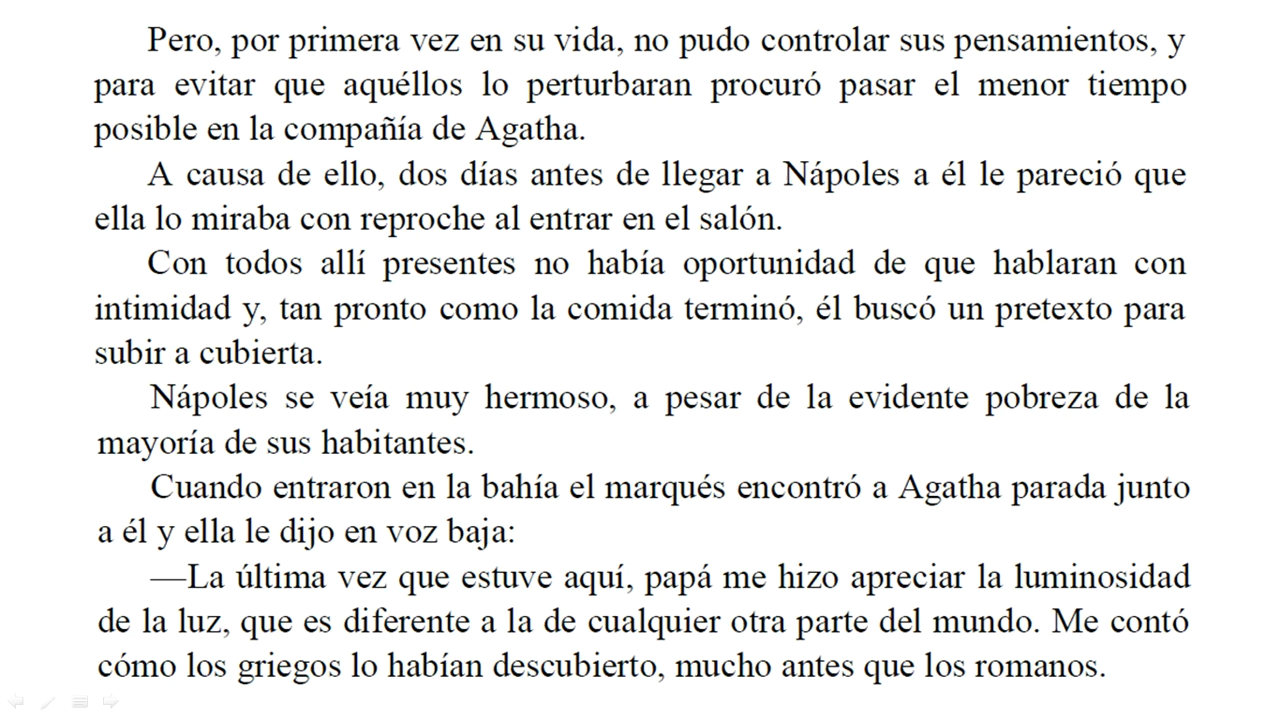 Pero, por primera vez en su vida, no pudo controlar sus pensamientos, y
para evitar que aquéllos lo perturbaran procuró pasar el menor tiempo
posible en la compañía de Agatha.
A causa de ello, dos días antes de llegar a Nápoles a él le pareció que
ella lo miraba con reproche al entrar en el salón.
Con todos allí presentes no había oportunidad de que hablaran con
intimidad y, tan pronto como la comida terminó, él buscó un pretexto para
subir a cubierta.
Nápoles se veía muy hermoso, a pesar de la evidente pobreza de la
mayoría de sus habitantes.
Cuando entraron en la bahía el marqués encontró a Agatha parada junto
a él y ella le dijo en voz baja:
—La última vez que estuve aquí, papá me hizo apreciar la luminosidad
de la luz, que es diferente a la de cualquier otra parte del mundo. Me contó
cómo los griegos lo habían descubierto, mucho antes que los romanos.